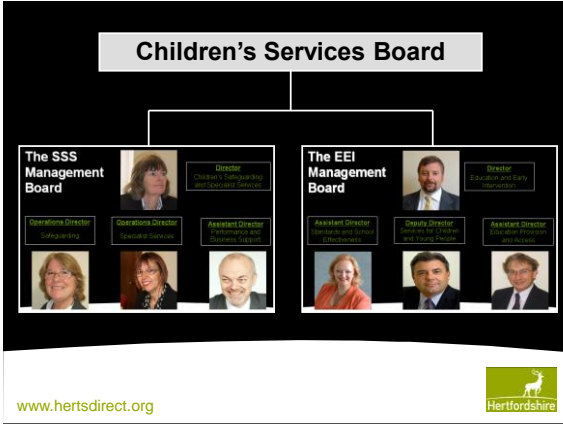 Children's Services Board
The SSS
Management
Board
Director
Children's Safeguarding
and Specialist Services
Operations Director
Safeguarding
Operations Director
Specialist Services
Assistant Director
Performance and
Business Support
The EEI
Management
Board
Director
Education and Early
Intervention
Assistant Director
Standards and School
Effectiveness
Deputy Director
Services for Children
and Young People
Assistant Director
Education Provision
and Access
www.hertsdirect.org
Hertfordshire